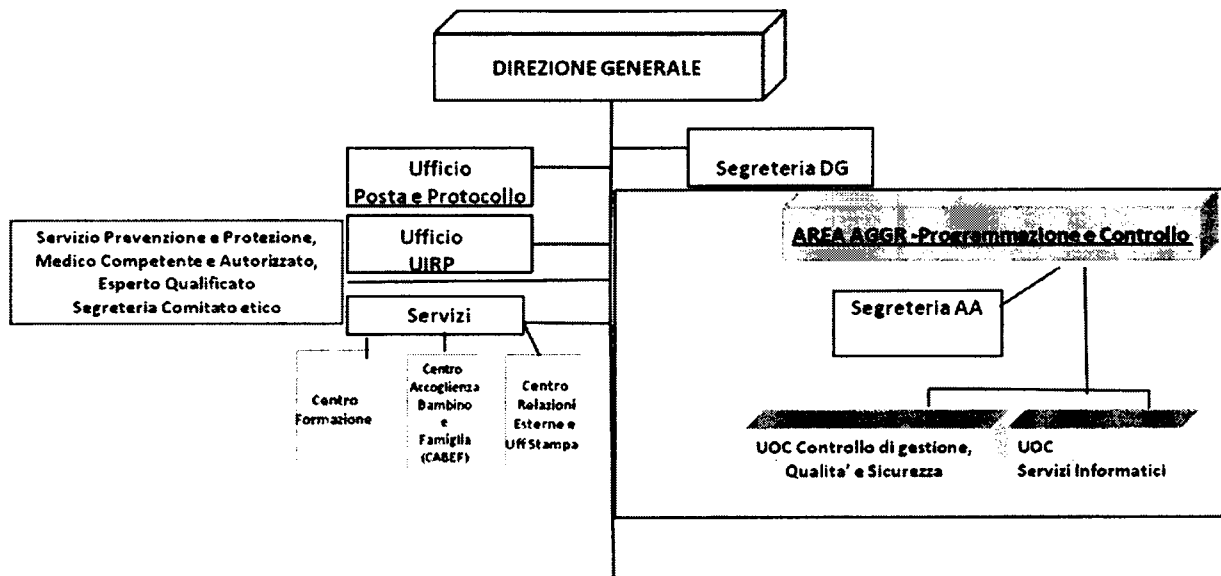 DIREZIONE GENERALE
Segreteria DG
Ufficio
Posta e Protocollo
Ufficio
UIRP
Servizio Prevenzione e Protezione,
Medico Competente e Autorizzato,
Esperto Qualificato
Segreteria Comitato etico
Servizi
Centro
Formazione
Centro
Accoglienza
Bambino
e
Famiglia
(CABEF)
Centro
Relazioni
Esterne e
Uff Stampa
AREA AGGR -Programmazione e Controllo
Segreteria AA
UOC Controllo di gestione,
Qualita' e Sicurezza
UOC
Servizi Informatici